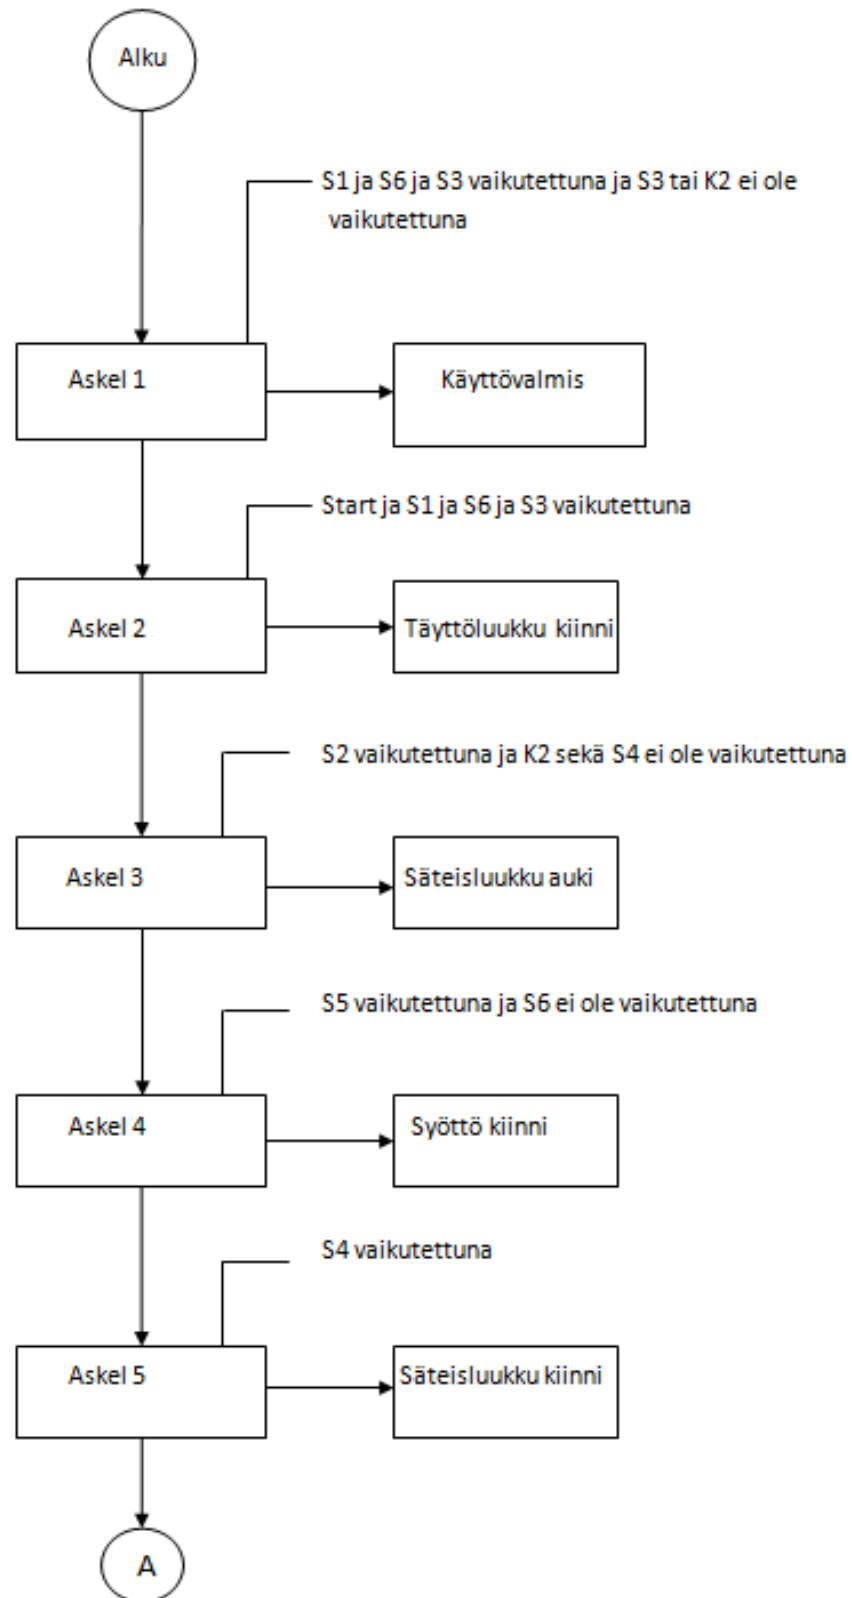 Alku
S1 ja S6 ja S3 vaikutettuna ja S3 tai K2 ei ole
vaikutettuna
Askel 1
Käyttövalmis
Start ja S1 ja S6 ja S3 vaikutettuna
Askel 2
Täyttöluukku kiinni
S2 vaikutettuna ja K2 sekä S4 ei ole vaikutettuna
Askel 3
Säteisluukku auki
S5 vaikutettuna ja S6 ei ole vaikutettuna
Askel 4
Syöttö kiinni
S4 vaikutettuna
Askel 5
Säteisluukku kiinni
A